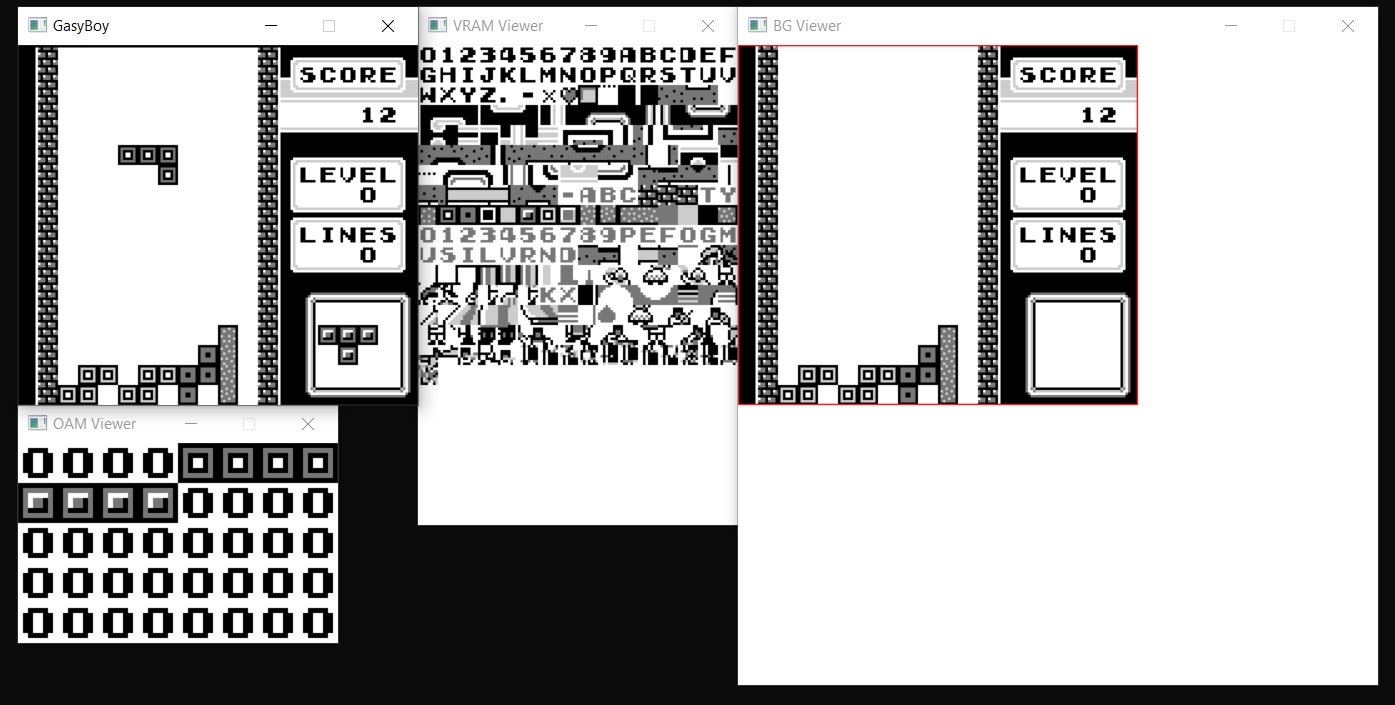 GasyBoy
SCORE
12
LEVEL
0
LINES
0
VRAM Viewer
0123456789ABCDEF
GHIJKLMNOPQRSTUV
WXYZ.-×♥
-ABC
TY
0123456789PEFOGM
USILVRND
KX
BG Viewer
SCORE
12
LEVEL
0
LINES
0
OAM Viewer
0000
0000
000000000
00000000
00000000